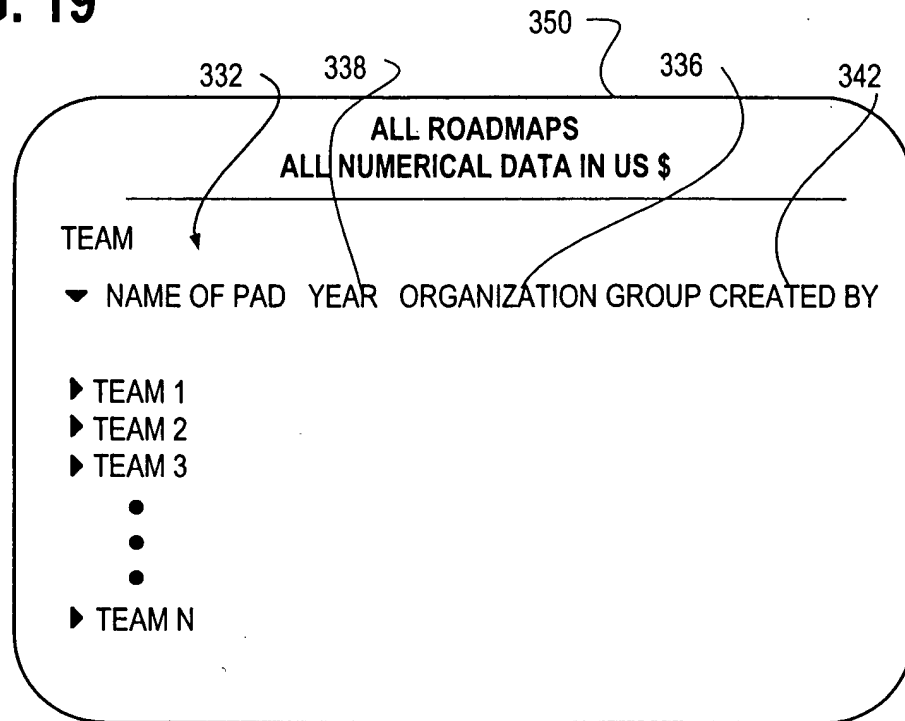 19
350
332 338 336 342
ALL ROADMAPS
ALL NUMERICAL DATA IN US $
TEAM
NAME OF PAD YEAR ORGANIZATION GROUP CREATED BY
TEAM 1
TEAM 2
TEAM 3
TEAM N